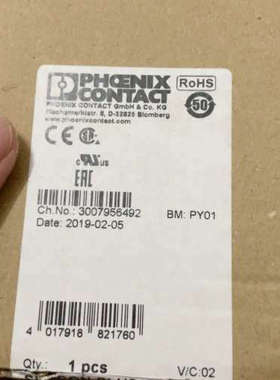 PHOENIX
CONTACT
RoHS
PHOENIX CONTACT GmbH & Co. KG
Flachsmarktstr. 8, D-32825 Blomberg
www.phoenixcontact.com
50
CE
c us
EAC
Ch.No.: 3007956492 BM: PY01
Date: 2019-02-05
4 017918 821760
Qty.: 1 pcs V/C:02